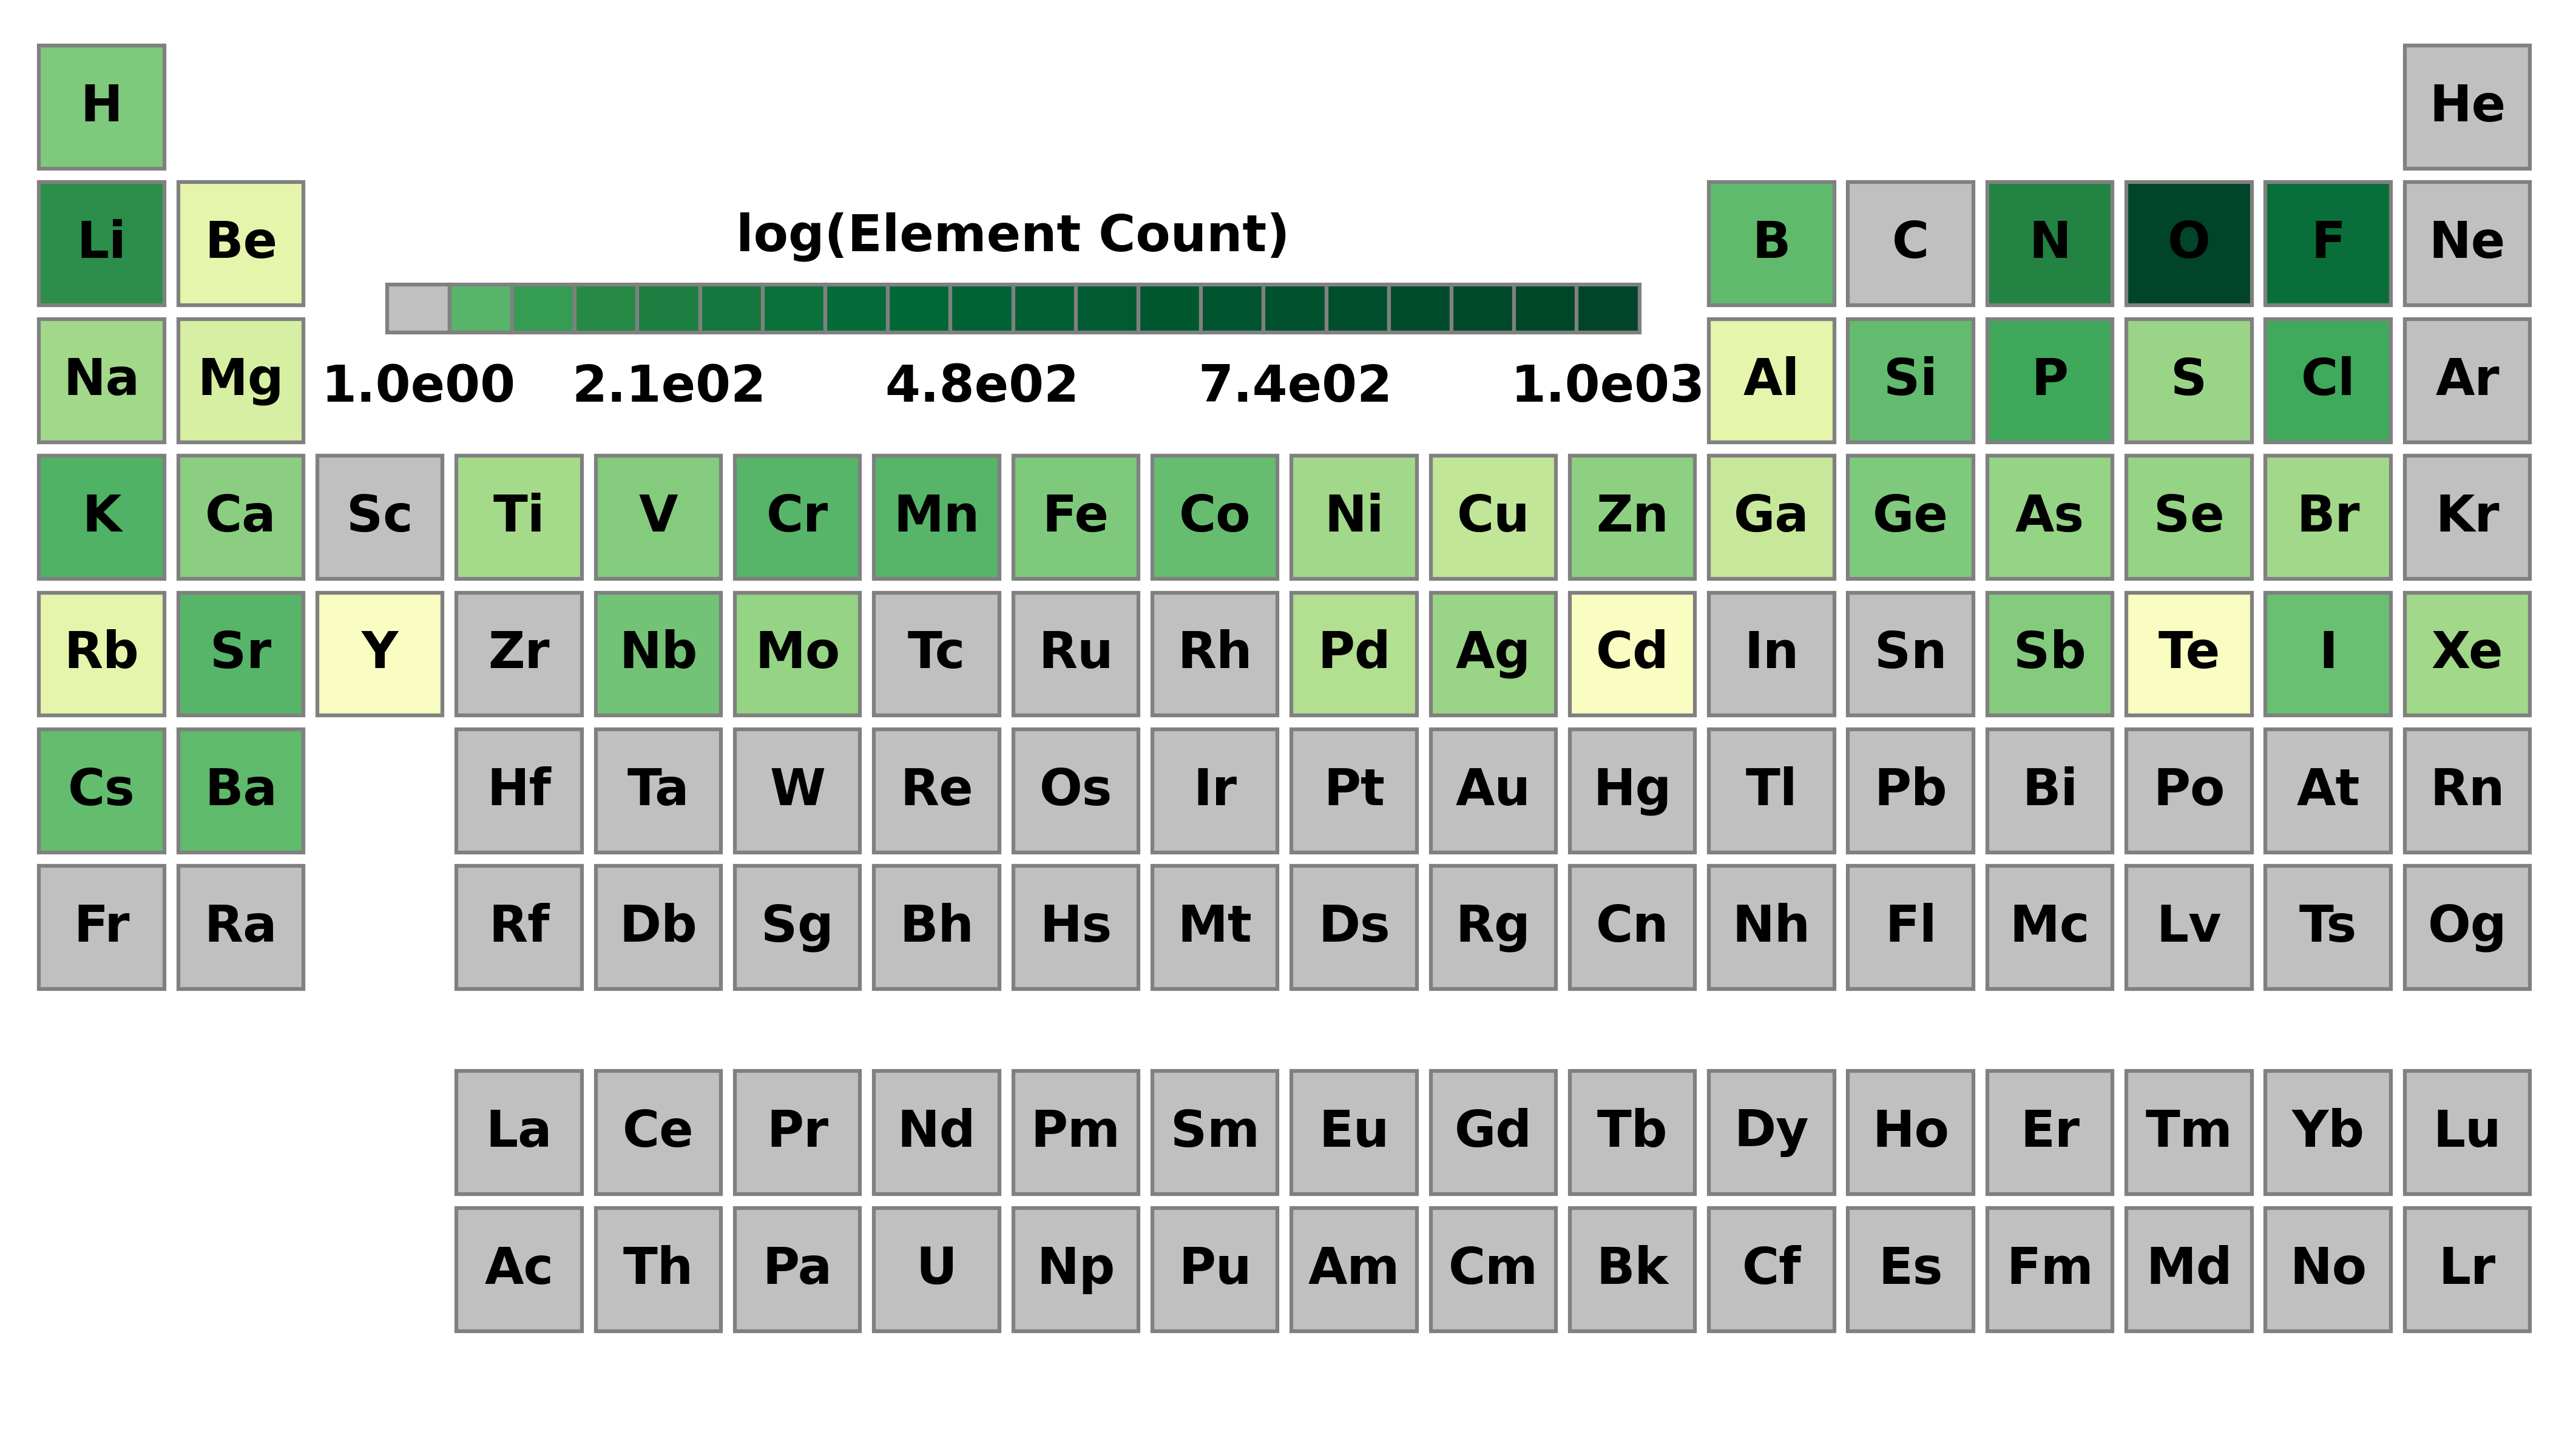 H He
Li Be B C N O F Ne
log(Element Count)
Na Mg 1.0e00 2.1e02 4.8e02 7.4e02 1.0e03 Al Si P S Cl Ar
K Ca Sc Ti V Cr Mn Fe Co Ni Cu Zn Ga Ge As Se Br Kr
Rb Sr Y Zr Nb Mo Tc Ru Rh Pd Ag Cd In Sn Sb Te I Xe
Cs Ba Hf Ta W Re Os Ir Pt Au Hg Tl Pb Bi Po At Rn
Fr Ra Rf Db Sg Bh Hs Mt Ds Rg Cn Nh Fl Mc Lv Ts Og
La Ce Pr Nd Pm Sm Eu Gd Tb Dy Ho Er Tm Yb Lu
Ac Th Pa U Np Pu Am Cm Bk Cf Es Fm Md No Lr